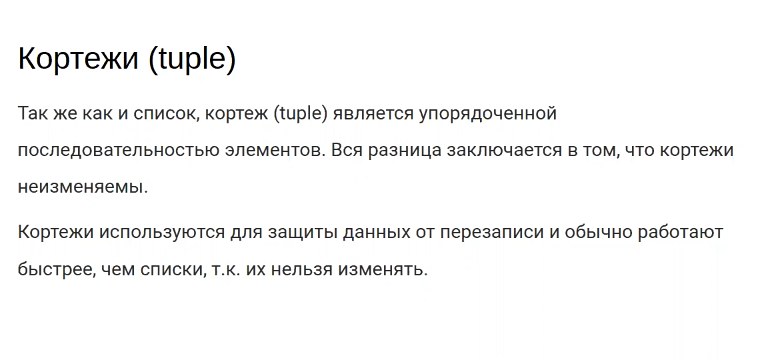 Кортежи (tuple)
Так же как и список, кортеж (tuple) является упорядоченной
последовательностью элементов. Вся разница заключается в том, что кортежи
неизменяемы.
Кортежи используются для защиты данных от перезаписи и обычно работают
быстрее, чем списки, т.к. их нельзя изменять.